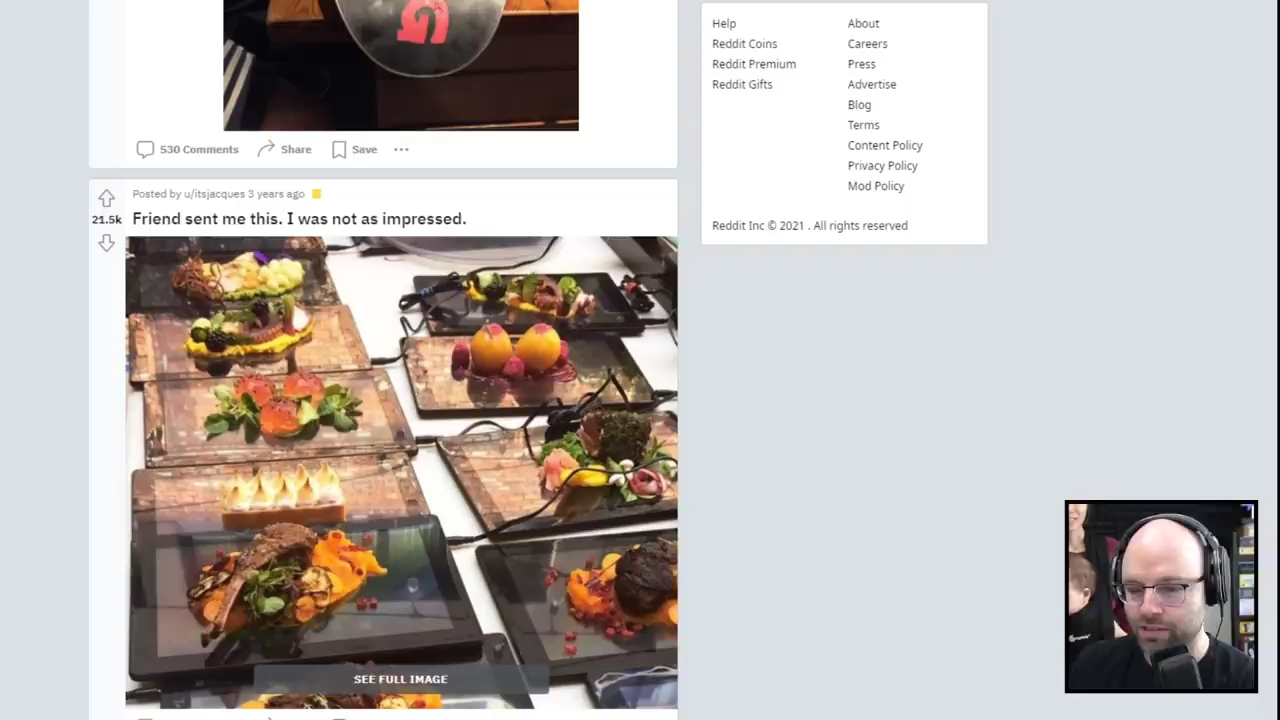 530 Comments Share Save
Posted by u/itsjacques 3 years ago
21.5k Friend sent me this. I was not as impressed.
SEE FULL IMAGE
Help About
Reddit Coins Careers
Reddit Premium Press
Reddit Gifts Advertise
Blog
Terms
Content Policy
Privacy Policy
Mod Policy
Reddit Inc © 2021 . All rights reserved